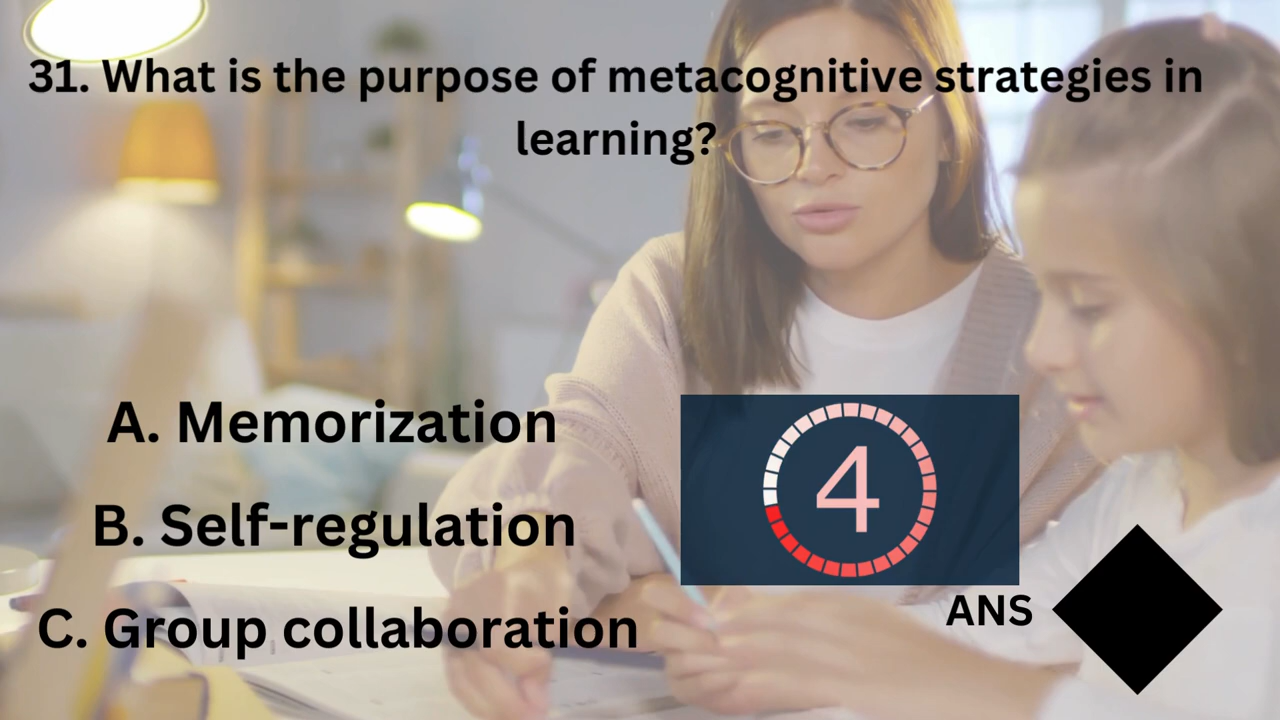 31. What is the purpose of metacognitive strategies in
learning?
A. Memorization
B. Self-regulation
C. Group collaboration
4
ANS